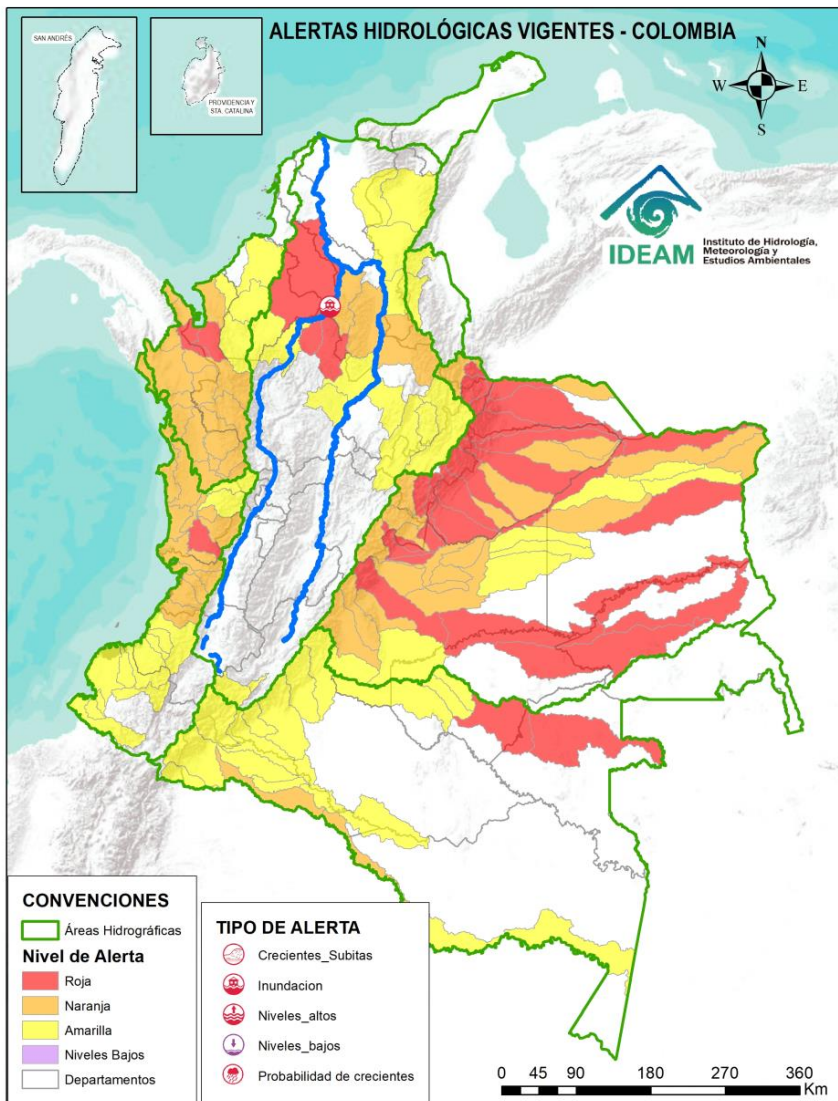 SAN ANDRÉS
PROVIDENCIA Y
STA. CATALINA
ALERTAS HIDROLÓGICAS VIGENTES - COLOMBIA
N
W
E
S
IDEAM
Instituto de Hidrología,
Meteorología y
Estudios Ambientales
CONVENCIONES
Áreas Hidrográficas
Nivel de Alerta
Roja
Naranja
Amarilla
Niveles Bajos
Departamentos
TIPO DE ALERTA
Crecientes_Subitas
Inundacion
Niveles_altos
Niveles_bajos
Probabilidad de crecientes
0 45 90 180 270 360
Km